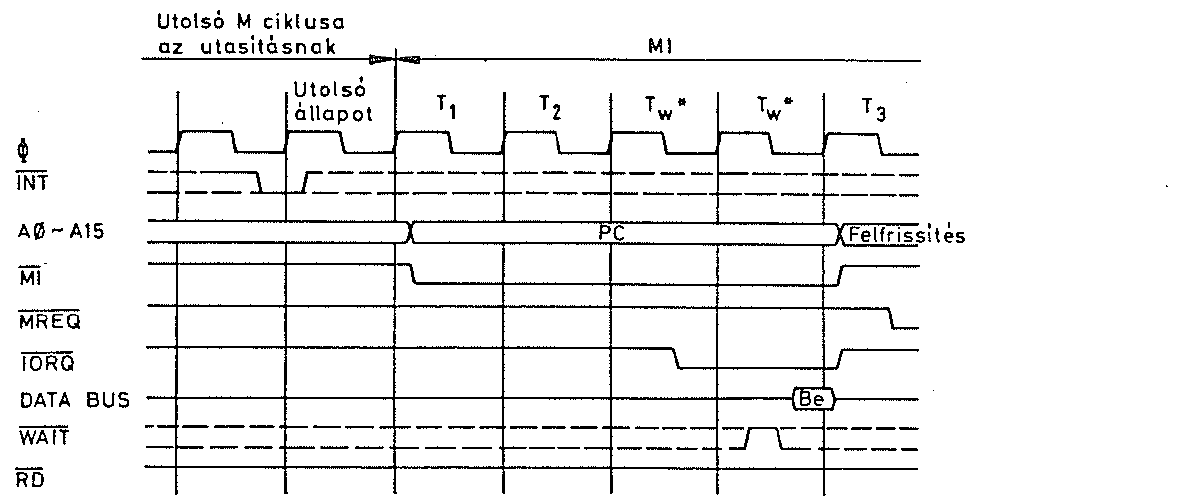 Utolsó M ciklusa
az utasításnak
M1
Utolsó
állapot
T1
T2
Tw*
Tw*
T3
Φ
INT
AØ~A15
PC
Felfrissítés
M1
MREQ
IORQ
DATA BUS
Be
WAIT
RD